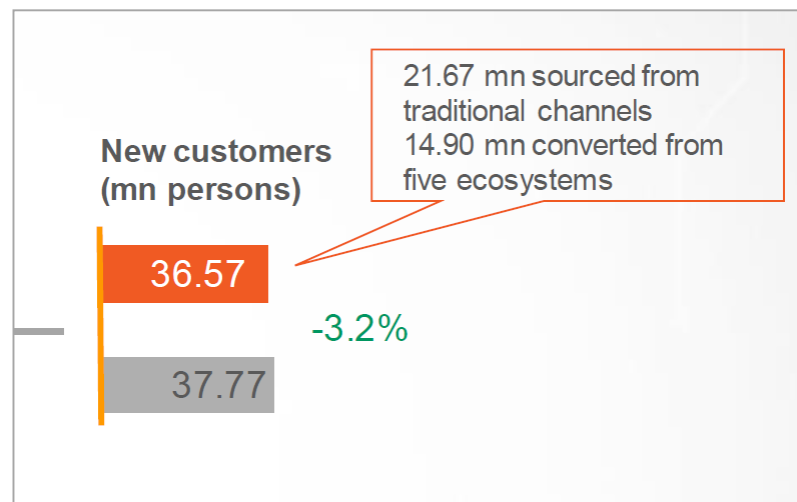 21.67 mn sourced from
traditional channels
14.90 mn converted from
five ecosystems
New customers
(mn persons)
36.57
-3.2%
37.77